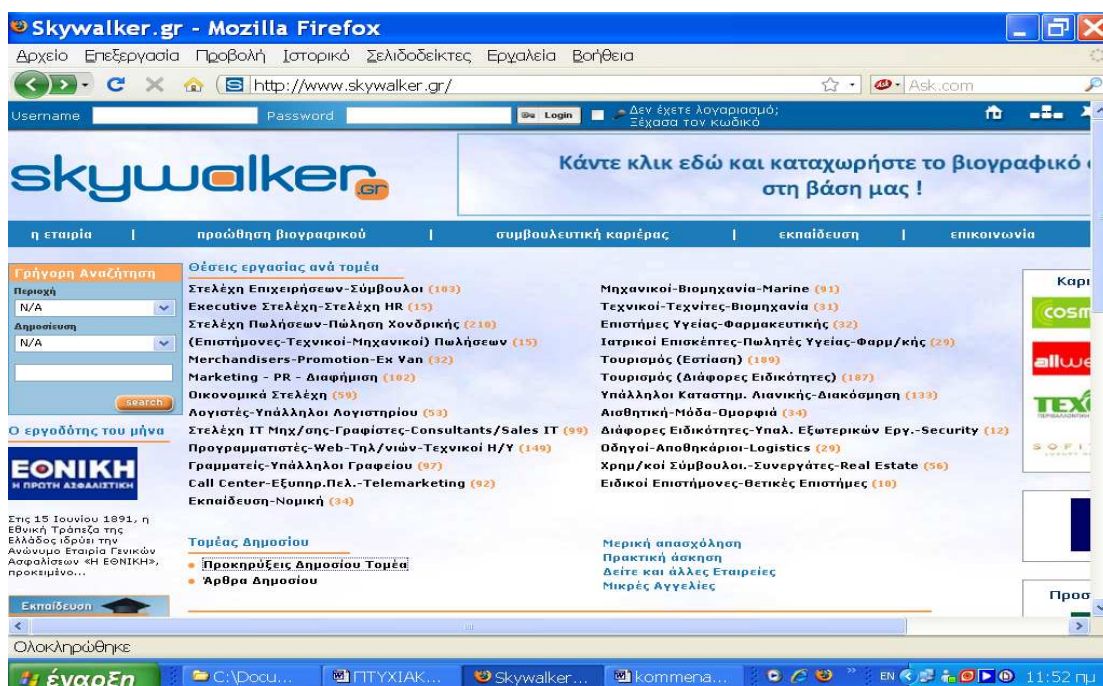 Skywalker.gr - Mozilla Firefox
Αρχείο Επεξεργασία Προβολή Ιστορικό Σελιδοδείκτες Εργαλεία Βοήθεια
http://www.skywalker.gr/ Ask.com
Username Password Login Δεν έχετε λογαριασμό;
Ξέχασα τον κωδικό
skywalker.GR
Κάντε κλικ εδώ και καταχωρήστε το βιογραφικό
στη βάση μας !
η εταιρία | προώθηση βιογραφικού | συμβουλευτική καριέρας | εκπαίδευση | επικοινωνία
Γρήγορη Αναζήτηση
Περιοχή
N/A
Δημοσίευση
N/A
search
Ο εργοδότης του μήνα
ΕΘΝΙΚΗ
Η ΠΡΩΤΗ ΑΣΦΑΛΙΣΤΙΚΗ
Στις 15 Ιουνίου 1891, η
Εθνική Τράπεζα της
Ελλάδος ιδρύει την
Ανώνυμο Εταιρία Γενικών
Ασφαλίσεων «Η ΕΘΝΙΚΗ»,
προκειμένο...
Εκπαίδευση
Θέσεις εργασίας ανά τομέα
Στελέχη Επιχειρήσεων-Σύμβουλοι (103)
Executive Στελέχη-Στελέχη HR (15)
Στελέχη Πωλήσεων-Πώληση Χονδρικής (210)
(Επιστήμονες-Τεχνικοί-Μηχανικοί) Πωλήσεων (15)
Merchandisers-Promotion-Ex Van (32)
Marketing - PR - Διαφήμιση (102)
Οικονομικά Στελέχη (59)
Λογιστές-Υπάλληλοι Λογιστηρίου (53)
Στελέχη IT Μηχ/σης-Γραφίστες-Consultants/Sales IT (99)
Προγραμματιστές-Web-Τηλ/νιών-Τεχνικοί Η/Υ (149)
Γραμματείς-Υπάλληλοι Γραφείου (97)
Call Center-Εξυπηρ.Πελ.-Telemarketing (92)
Εκπαίδευση-Νομική (34)
Μηχανικοί-Βιομηχανία-Marine (91)
Τεχνικοί-Τεχνίτες-Βιομηχανία (31)
Επιστήμες Υγείας-Φαρμακευτικής (32)
Ιατρικοί Επισκέπτες-Πωλητές Υγείας-Φαρμ/κής (29)
Τουρισμός (Εστίαση) (189)
Τουρισμός (Διάφορες Ειδικότητες) (187)
Υπάλληλοι Καταστημ. Λιανικής-Διακόσμηση (133)
Αισθητική-Μόδα-Ομορφιά (34)
Διάφορες Ειδικότητες-Υπαλ. Εξωτερικών Εργ.-Security (12)
Οδηγοί-Αποθηκάριοι-Logistics (29)
Χρημ/κοί Σύμβουλοι.-Συνεργάτες-Real Estate (56)
Ειδικοί Επιστήμονες-Θετικές Επιστήμες (10)
Τομέας Δημοσίου
Προκηρύξεις Δημοσίου Τομέα
Άρθρα Δημοσίου
Μερική απασχόληση
Πρακτική άσκηση
Δείτε και άλλες Εταιρείες
Μικρές Αγγελίες
Καρι
cosm
allwe
SOFI
Προσ
Ολοκληρώθηκε
έναρξη C:\Docu... ΠΤΥΧΙΑΚ... Skywalker... kommena... EN 11:52 πμ